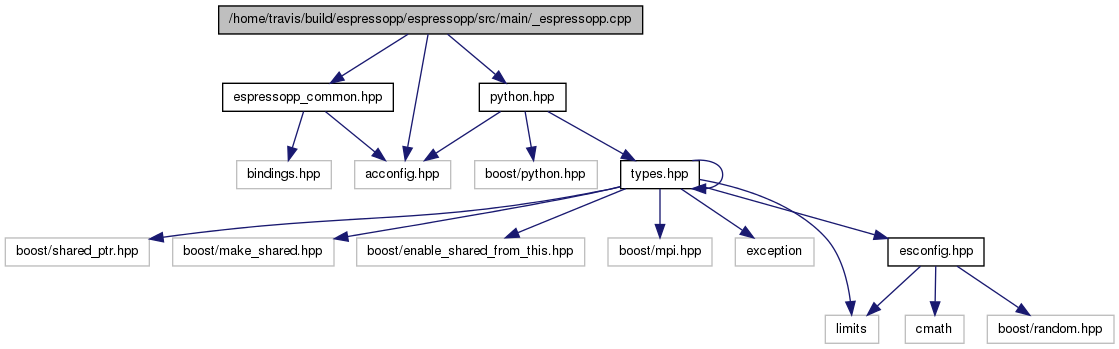 /home/travis/build/espressopp/espressopp/src/main/_espressopp.cpp
espressopp_common.hpp
python.hpp
bindings.hpp
acconfig.hpp
boost/python.hpp
types.hpp
boost/shared_ptr.hpp
boost/make_shared.hpp
boost/enable_shared_from_this.hpp
boost/mpi.hpp
exception
esconfig.hpp
limits
cmath
boost/random.hpp